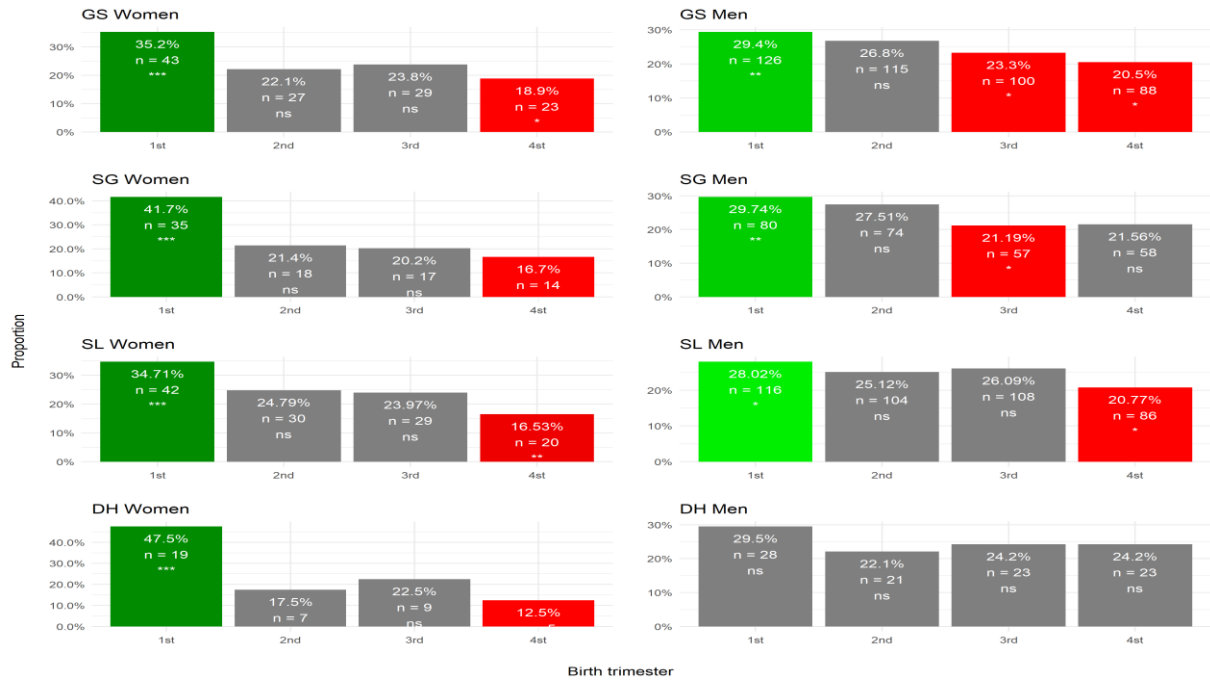 GS Women
30%
20%
10%
0%
35.2%
n = 43
***
22.1%
n = 27
ns
23.8%
n = 29
ns
18.9%
n = 23
*
1st
2nd
3rd
4st
GS Men
30%
20%
10%
0%
29.4%
n = 126
**
26.8%
n = 115
ns
23.3%
n = 100
*
20.5%
n = 88
*
1st
2nd
3rd
4st
SG Women
40.0%
30.0%
20.0%
10.0%
0.0%
41.7%
n = 35
***
21.4%
n = 18
ns
20.2%
n = 17
ns
16.7%
n = 14
1st
2nd
3rd
4st
SG Men
30%
20%
10%
0%
29.74%
n = 80
**
27.51%
n = 74
ns
21.19%
n = 57
*
21.56%
n = 58
ns
1st
2nd
3rd
4st
Proportion
SL Women
30%
20%
10%
0%
34.71%
n = 42
***
24.79%
n = 30
ns
23.97%
n = 29
ns
16.53%
n = 20
**
1st
2nd
3rd
4st
SL Men
20%
10%
0%
28.02%
n = 116
*
25.12%
n = 104
ns
26.09%
n = 108
ns
20.77%
n = 86
*
1st
2nd
3rd
4st
DH Women
40.0%
30.0%
20.0%
10.0%
0.0%
47.5%
n = 19
***
17.5%
n = 7
22.5%
n = 9
ns
12.5%
1st
2nd
3rd
4st
DH Men
30%
20%
10%
0%
29.5%
n = 28
ns
22.1%
n = 21
ns
24.2%
n = 23
ns
24.2%
n = 23
ns
1st
2nd
3rd
4st
Birth trimester